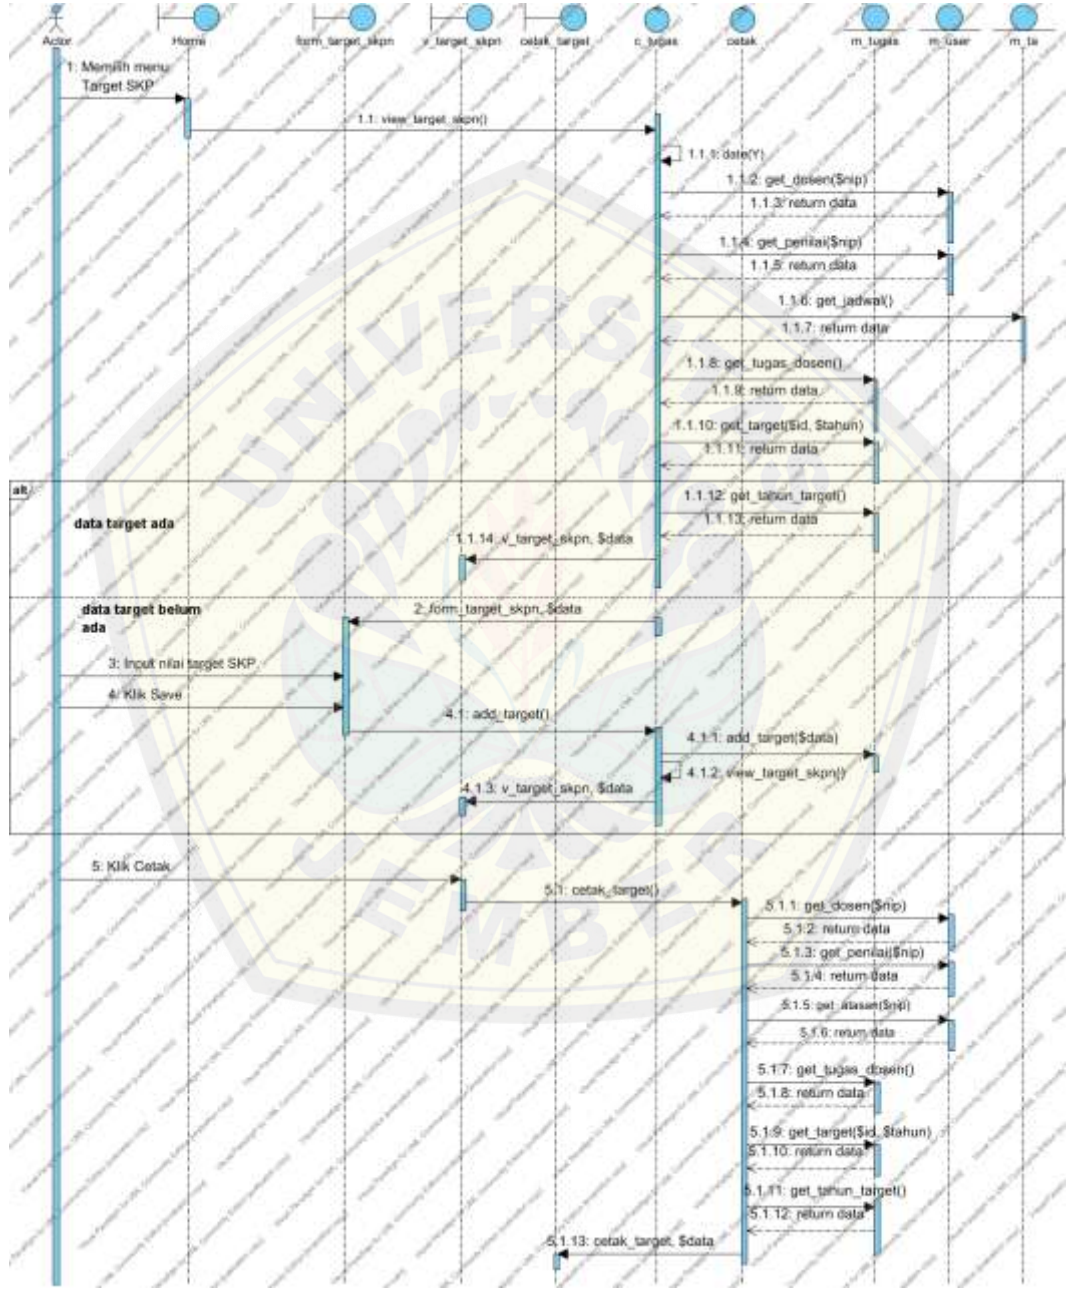 Actor
Home
form_target_skpn
v_target_skpn
cetak_target
c_tugas
cetak
m_tugas
m_user
m_ta
1: Memilih menu
Target SKP
1.1: view_target_skpn()
1.1.1: date(Y)
1.1.2: get_dosen($nip)
1.1.3: return data
1.1.4: get_penilai($nip)
1.1.5: return data
1.1.6: get_jadwal()
1.1.7: return data
1.1.8: get_tugas_dosen()
1.1.9: return data
1.1.10: get_target($id, $tahun)
1.1.11: return data
alt
1.1.12: get_tahun_target()
data target ada
1.1.13: return data
1.1.14: v_target_skpn, $data
data target belum
ada
2: form_target_skpn, $data
3: Input nilai target SKP
4: Klik Save
4.1: add_target()
4.1.1: add_target($data)
4.1.2: view_target_skpn()
4.1.3: v_target_skpn, $data
5: Klik Cetak
5.1: cetak_target()
5.1.1: get_dosen($nip)
5.1.2: return data
5.1.3: get_penilai($nip)
5.1.4: return data
5.1.5: get_atasan($nip)
5.1.6: return data
5.1.7: get_tugas_dosen()
5.1.8: return data
5.1.9: get_target($id, $tahun)
5.1.10: return data
5.1.11: get_tahun_target()
5.1.12: return data
5.1.13: cetak_target, $data
UNIVERSITAS
JEMBER